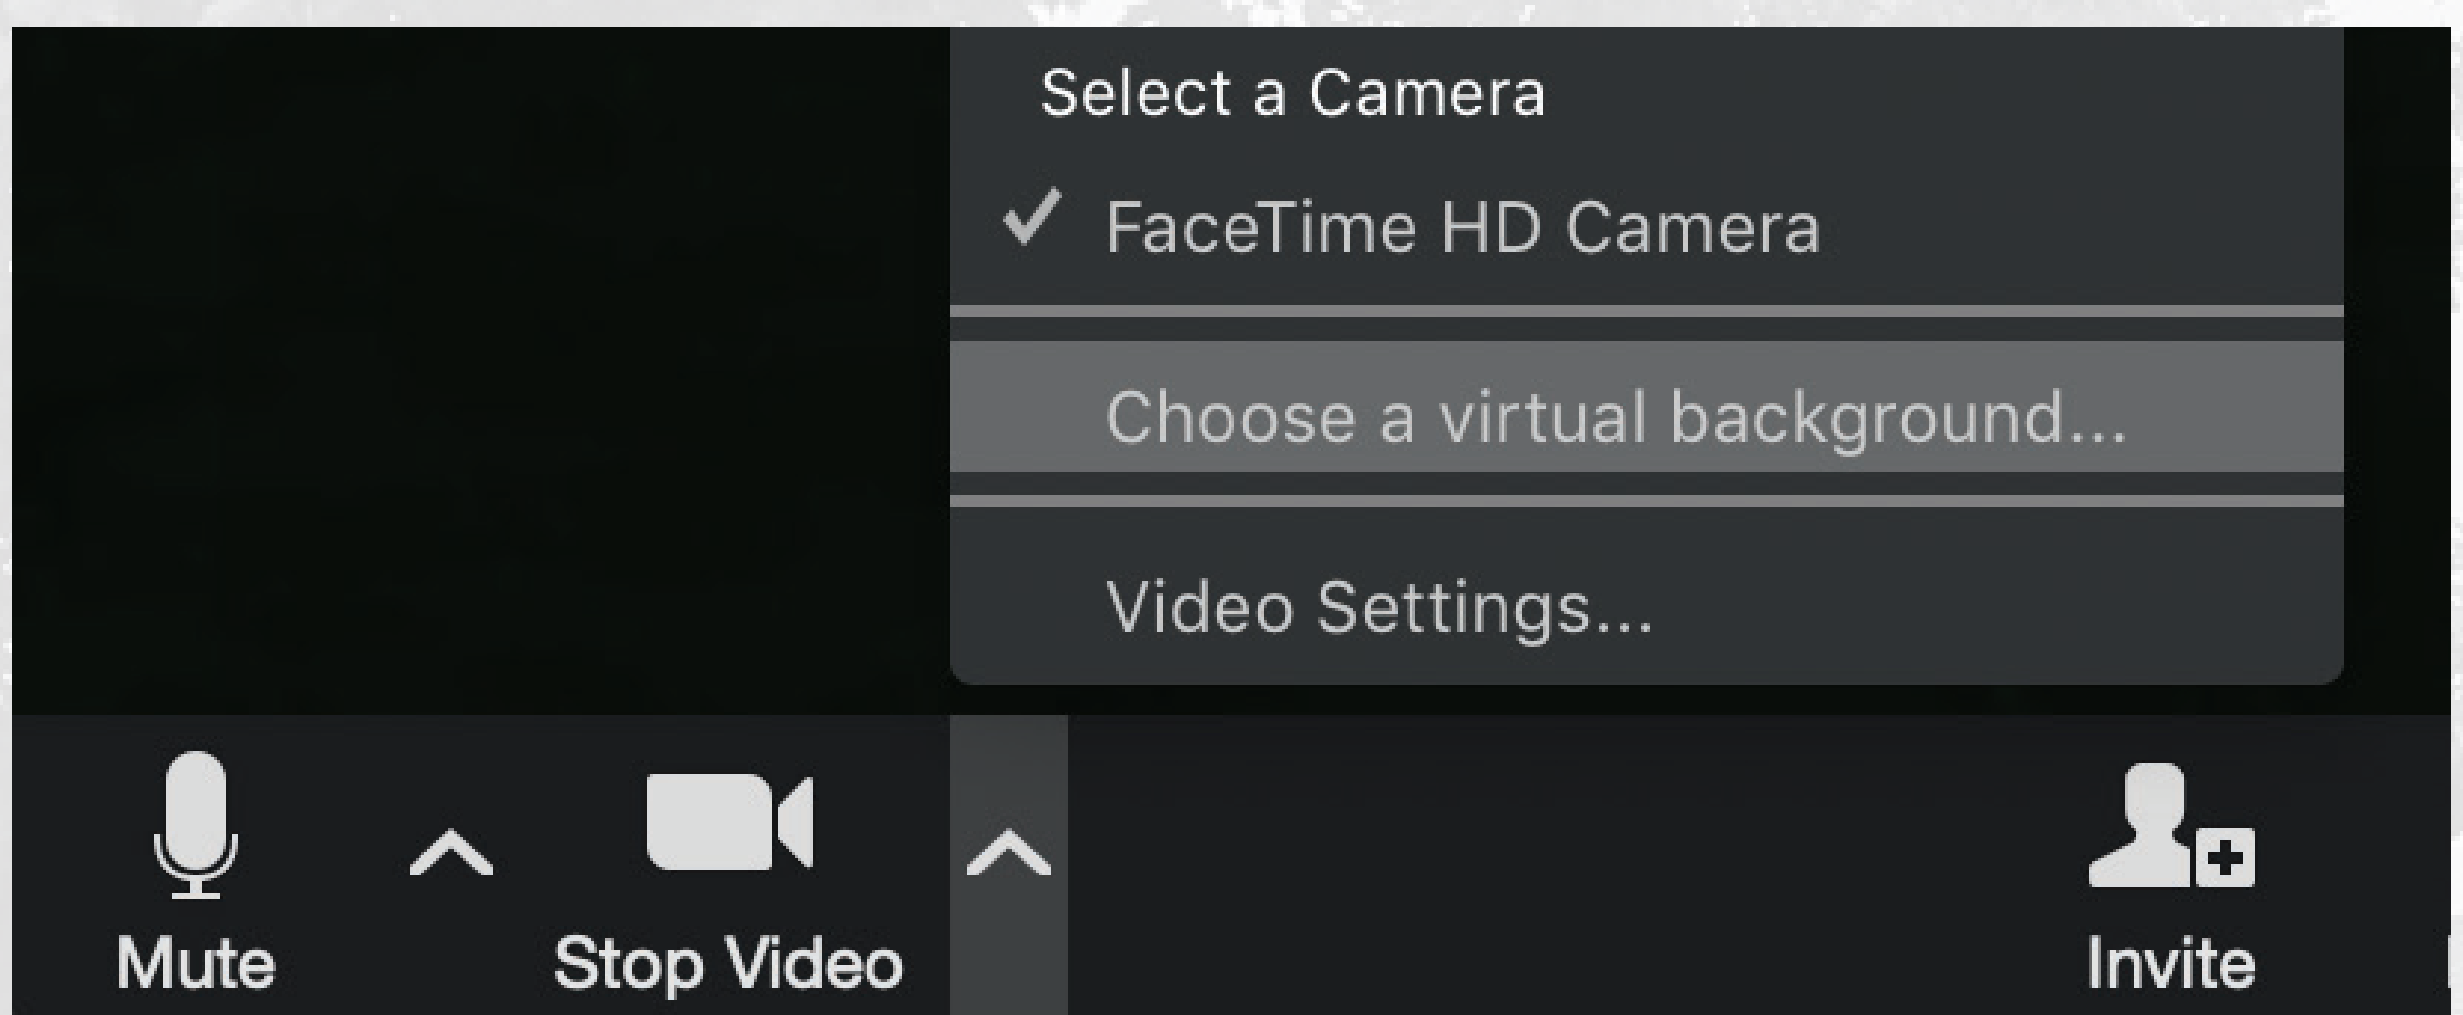 Select a Camera
FaceTime HD Camera
Choose a virtual background...
Video Settings...
Mute
Stop Video
Invite